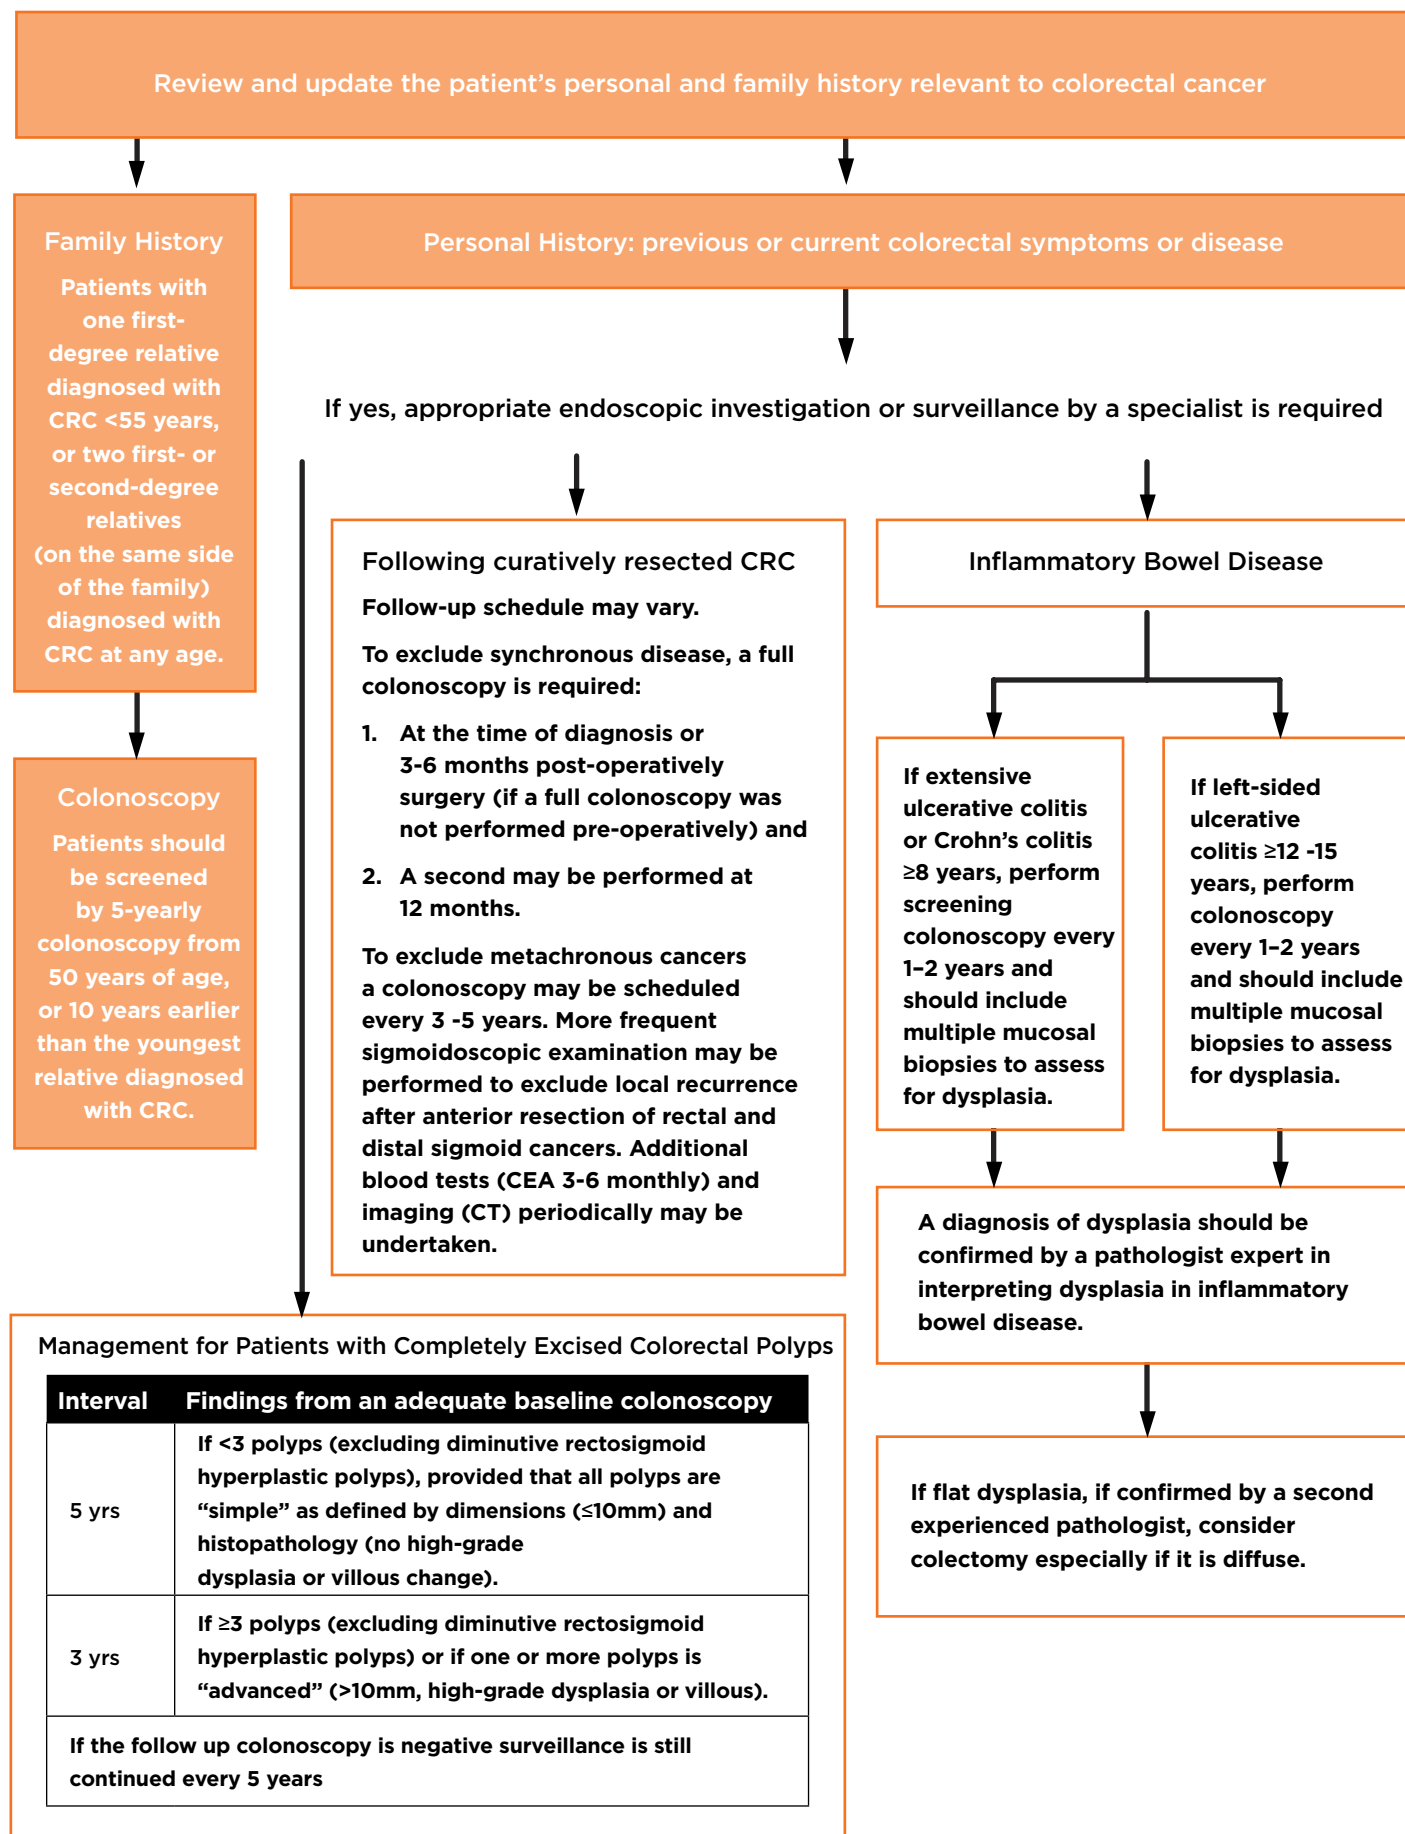 Review and update the patient’s personal and family history relevant to colorectal cancer
Family History
Patients with
one first-
degree relative
diagnosed with
CRC <55 years,
or two first- or
second-degree
relatives
(on the same side
of the family)
diagnosed with
CRC at any age.
Colonoscopy
Patients should
be screened
by 5-yearly
colonoscopy from
50 years of age,
or 10 years earlier
than the youngest
relative diagnosed
with CRC.
Personal History: previous or current colorectal symptoms or disease
If yes, appropriate endoscopic investigation or surveillance by a specialist is required
Following curatively resected CRC
Follow-up schedule may vary.
To exclude synchronous disease, a full
colonoscopy is required:
1. At the time of diagnosis or
3-6 months post-operatively
surgery (if a full colonoscopy was
not performed pre-operatively) and
2. A second may be performed at
12 months.
To exclude metachronous cancers
a colonoscopy may be scheduled
every 3 -5 years. More frequent
sigmoidoscopic examination may be
performed to exclude local recurrence
after anterior resection of rectal and
distal sigmoid cancers. Additional
blood tests (CEA 3-6 monthly) and
imaging (CT) periodically may be
undertaken.
Inflammatory Bowel Disease
If extensive
ulcerative colitis
or Crohn’s colitis
≥8 years, perform
screening
colonoscopy every
1–2 years and
should include
multiple mucosal
biopsies to assess
for dysplasia.
If left-sided
ulcerative
colitis ≥12 -15
years, perform
colonoscopy
every 1–2 years
and should include
multiple mucosal
biopsies to assess
for dysplasia.
A diagnosis of dysplasia should be
confirmed by a pathologist expert in
interpreting dysplasia in inflammatory
bowel disease.
If flat dysplasia, if confirmed by a second
experienced pathologist, consider
colectomy especially if it is diffuse.
Management for Patients with Completely Excised Colorectal Polyps
Interval Findings from an adequate baseline colonoscopy
5 yrs
If <3 polyps (excluding diminutive rectosigmoid
hyperplastic polyps), provided that all polyps are
“simple” as defined by dimensions (≤10mm) and
histopathology (no high-grade
dysplasia or villous change).
3 yrs
If ≥3 polyps (excluding diminutive rectosigmoid
hyperplastic polyps) or if one or more polyps is
“advanced” (>10mm, high-grade dysplasia or villous).
If the follow up colonoscopy is negative surveillance is still
continued every 5 years